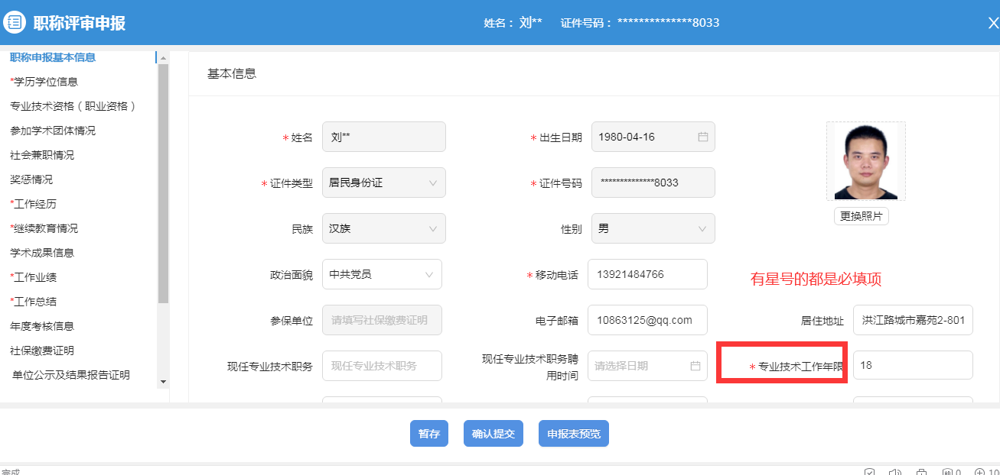 职称评审申报 姓名：刘** 证件号码：**************8033 X
职称申报基本信息
*学历学位信息
专业技术资格（职业资格）
参加学术团体情况
社会兼职情况
奖惩情况
*工作经历
*继续教育情况
学术成果信息
*工作业绩
*工作总结
年度考核信息
社保缴费证明
单位公示及结果报告证明
基本信息
* 姓名 刘** * 出生日期 1980-04-16
* 证件类型 居民身份证 * 证件号码 **************8033
更换照片
民族 汉族 性别 男
政治面貌 中共党员 * 移动电话 13921484766
有星号的都是必填项
参保单位 请填写社保缴费证明 电子邮箱 10863125@qq.com 居住地址 洪江路城市嘉苑2-801
现任专业技术职务 现任专业技术职务 现任专业技术职务聘
用时间 请选择日期 * 专业技术工作年限 18
暂存 确认提交 申报表预览
完成 0 10